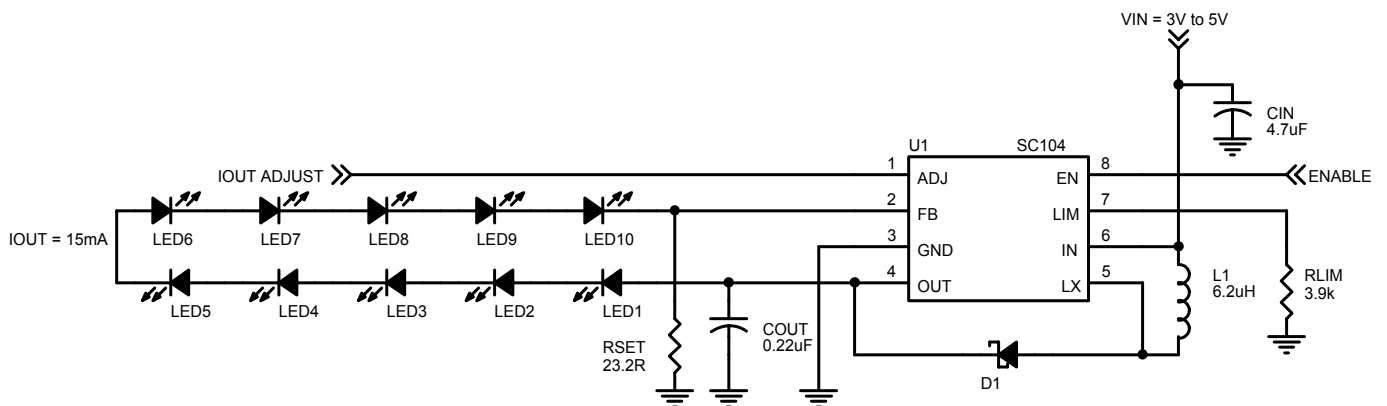 VIN = 3V to 5V
CIN
4.7uF
U1
SC104
IOUT ADJUST
1
ADJ
EN
8
ENABLE
2
FB
LIM
7
LED6
LED7
LED8
LED9
LED10
IOUT = 15mA
3
GND
IN
6
4
OUT
LX
5
L1
6.2uH
RLIM
3.9k
LED5
LED4
LED3
LED2
LED1
RSET
23.2R
COUT
0.22uF
D1